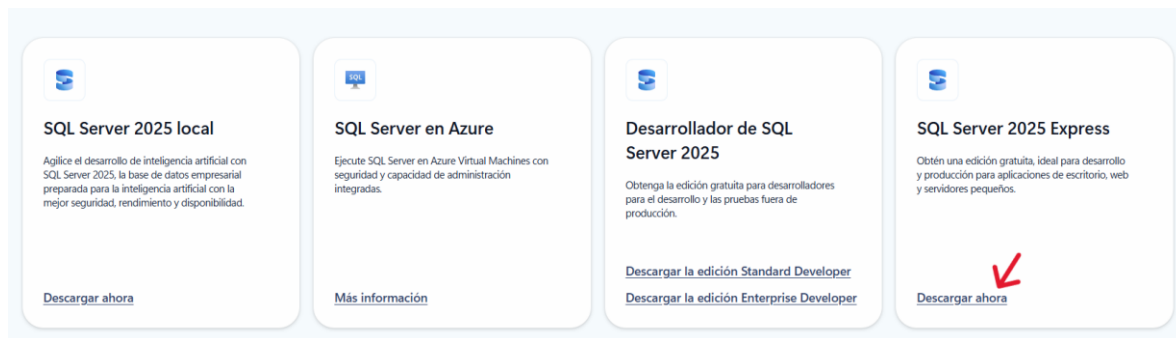 SQL Server 2025 local
Agilice el desarrollo de inteligencia artificial con
SQL Server 2025, la base de datos empresarial
preparada para la inteligencia artificial con la
mejor seguridad, rendimiento y disponibilidad.
Descargar ahora
SQL
SQL Server en Azure
Ejecute SQL Server en Azure Virtual Machines con
seguridad y capacidad de administración
integradas.
Más información
Desarrollador de SQL
Server 2025
Obtenga la edición gratuita para desarrolladores
para el desarrollo y las pruebas fuera de
producción.
Descargar la edición Standard Developer
Descargar la edición Enterprise Developer
SQL Server 2025 Express
Obtén una edición gratuita, ideal para desarrollo
y producción para aplicaciones de escritorio, web
y servidores pequeños.
Descargar ahora